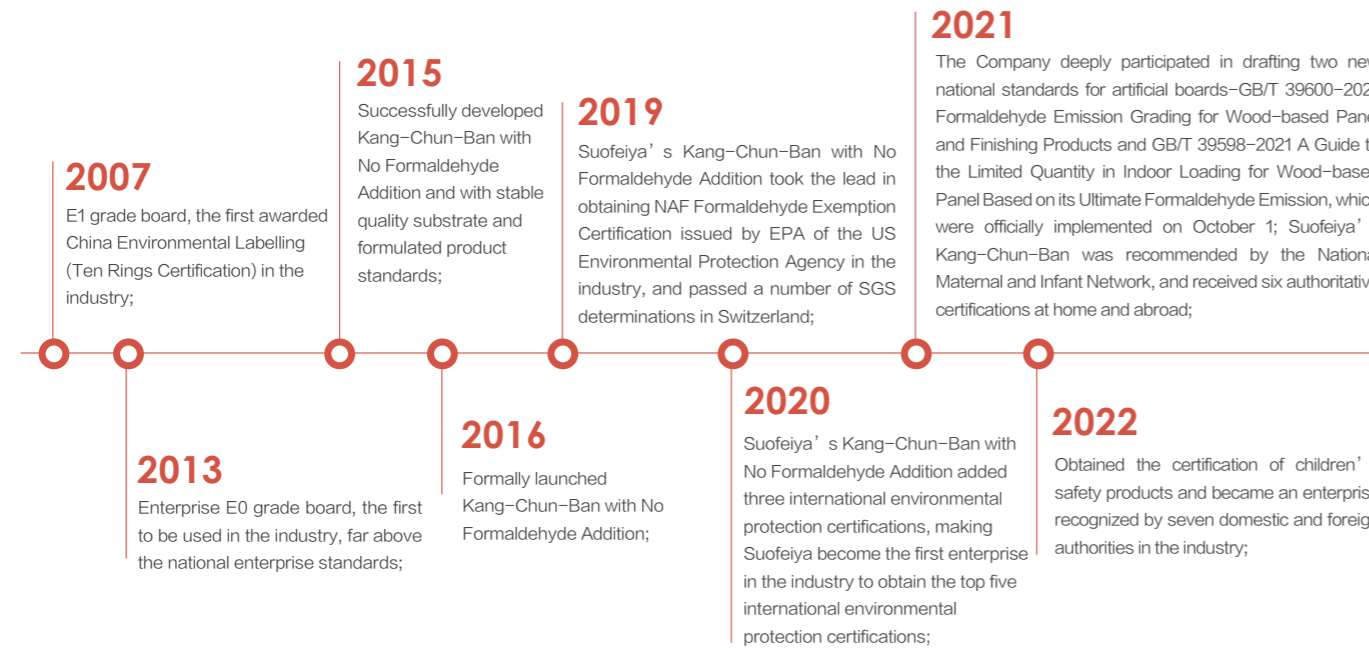 2007
E1 grade board, the first awarded
China Environmental Labelling
(Ten Rings Certification) in the
industry;
2013
Enterprise E0 grade board, the first
to be used in the industry, far above
the national enterprise standards;
2015
Successfully developed
Kang-Chun-Ban with
No Formaldehyde
Addition and with stable
quality substrate and
formulated product
standards;
2016
Formally launched
Kang-Chun-Ban with No
Formaldehyde Addition;
2019
Suofeiya's Kang-Chun-Ban with No
Formaldehyde Addition took the lead in
obtaining NAF Formaldehyde Exemption
Certification issued by EPA of the US
Environmental Protection Agency in the
industry, and passed a number of SGS
determinations in Switzerland;
2020
Suofeiya's Kang-Chun-Ban with
No Formaldehyde Addition added
three international environmental
protection certifications, making
Suofeiya become the first enterprise
in the industry to obtain the top five
international environmental
protection certifications;
2021
The Company deeply participated in drafting two new
national standards for artificial boards-GB/T 39600-202
Formaldehyde Emission Grading for Wood-based Pane
and Finishing Products and GB/T 39598-2021 A Guide t
the Limited Quantity in Indoor Loading for Wood-base
Panel Based on its Ultimate Formaldehyde Emission, whic
were officially implemented on October 1; Suofeiya'
Kang-Chun-Ban was recommended by the Nationa
Maternal and Infant Network, and received six authoritativ
certifications at home and abroad;
2022
Obtained the certification of children'
safety products and became an enterpris
recognized by seven domestic and foreig
authorities in the industry;